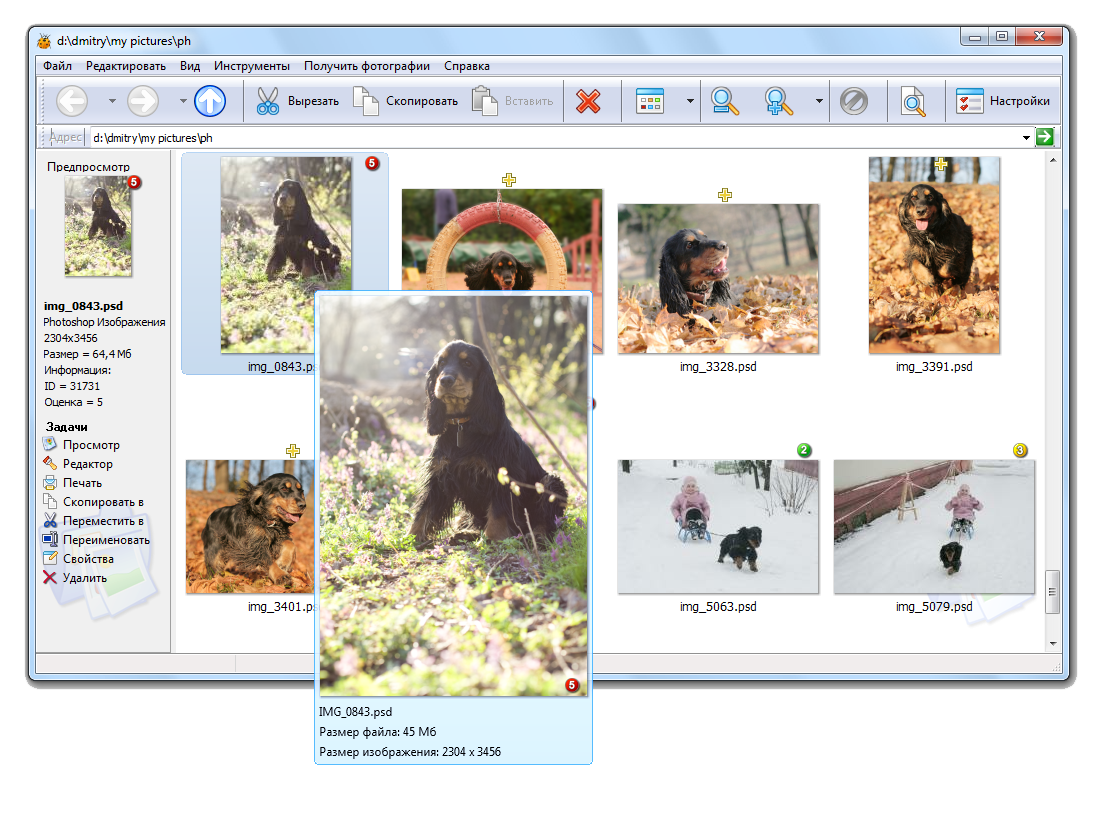 d:\dmitry\my pictures\ph
Файл Редактировать Вид Инструменты Получить фотографии Справка
Вырезать Скопировать Вставить Настройки
Адрес d:\dmitry\my pictures\ph
Предпросмотр
5
img_0843.psd
Photoshop Изображения
2304x3456
Размер = 64,4 Мб
Информация:
ID = 31731
Оценка = 5
Задачи
Просмотр
Редактор
Печать
Скопировать в
Переместить в
Переименовать
Свойства
Удалить
5
img_0843.ps
img_3328.psd
img_3391.psd
2
3
img_3401.ps
img_5063.psd
img_5079.psd
5
IMG_0843.psd
Размер файла: 45 Мб
Размер изображения: 2304 x 3456